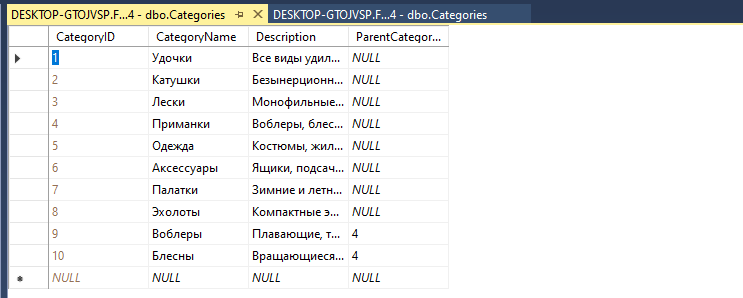 DESKTOP-GTOJVSP.F...4 - dbo.Categories DESKTOP-GTOJVSP.F...4 - dbo.Categories
CategoryID CategoryName Description ParentCategor...
1 Удочки Все виды удил... NULL
2 Катушки Безынерционн... NULL
3 Лески Монофильные... NULL
4 Приманки Воблеры, блес... NULL
5 Одежда Костюмы, жил... NULL
6 Аксессуары Ящики, подсач... NULL
7 Палатки Зимние и летн... NULL
8 Эхолоты Компактные э... NULL
9 Воблеры Плавающие, т... 4
10 Блесны Вращающиеся... 4
NULL NULL NULL NULL